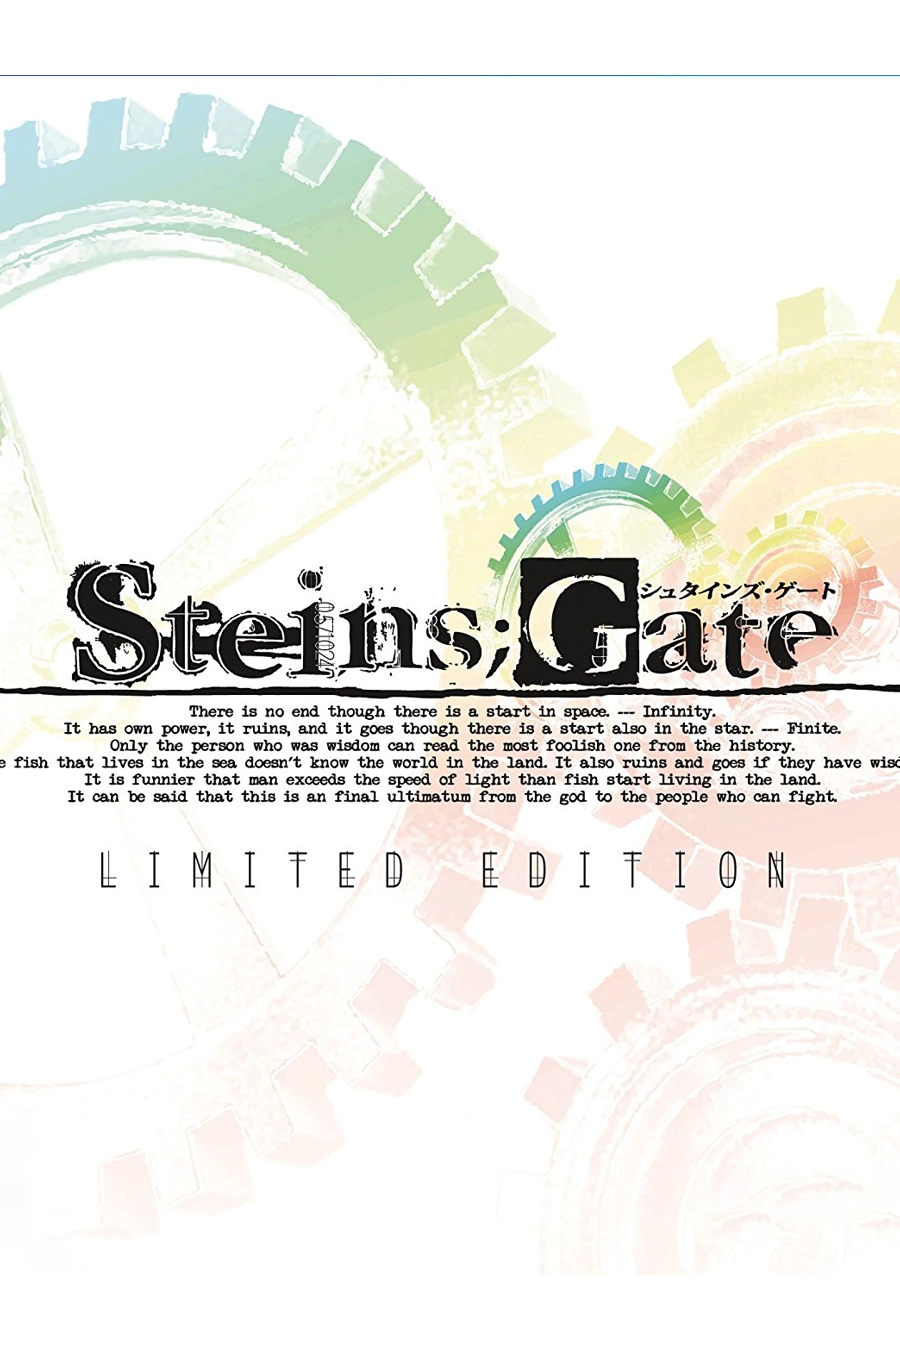 シュタインズ・ゲート
Steins;Gate
There is no end though there is a start in space. --- Infinity.
It has own power, it ruins, and it goes though there is a start also in the star. --- Finite.
Only the person who was wisdom can read the most foolish one from the history.
fish that lives in the sea doesn't know the world in the land. It also ruins and goes if they have
It is funnier that man exceeds the speed of light than fish start living in the land.
It can be said that this is an final ultimatum from the god to the people who can fight.
LIMITED EDITION